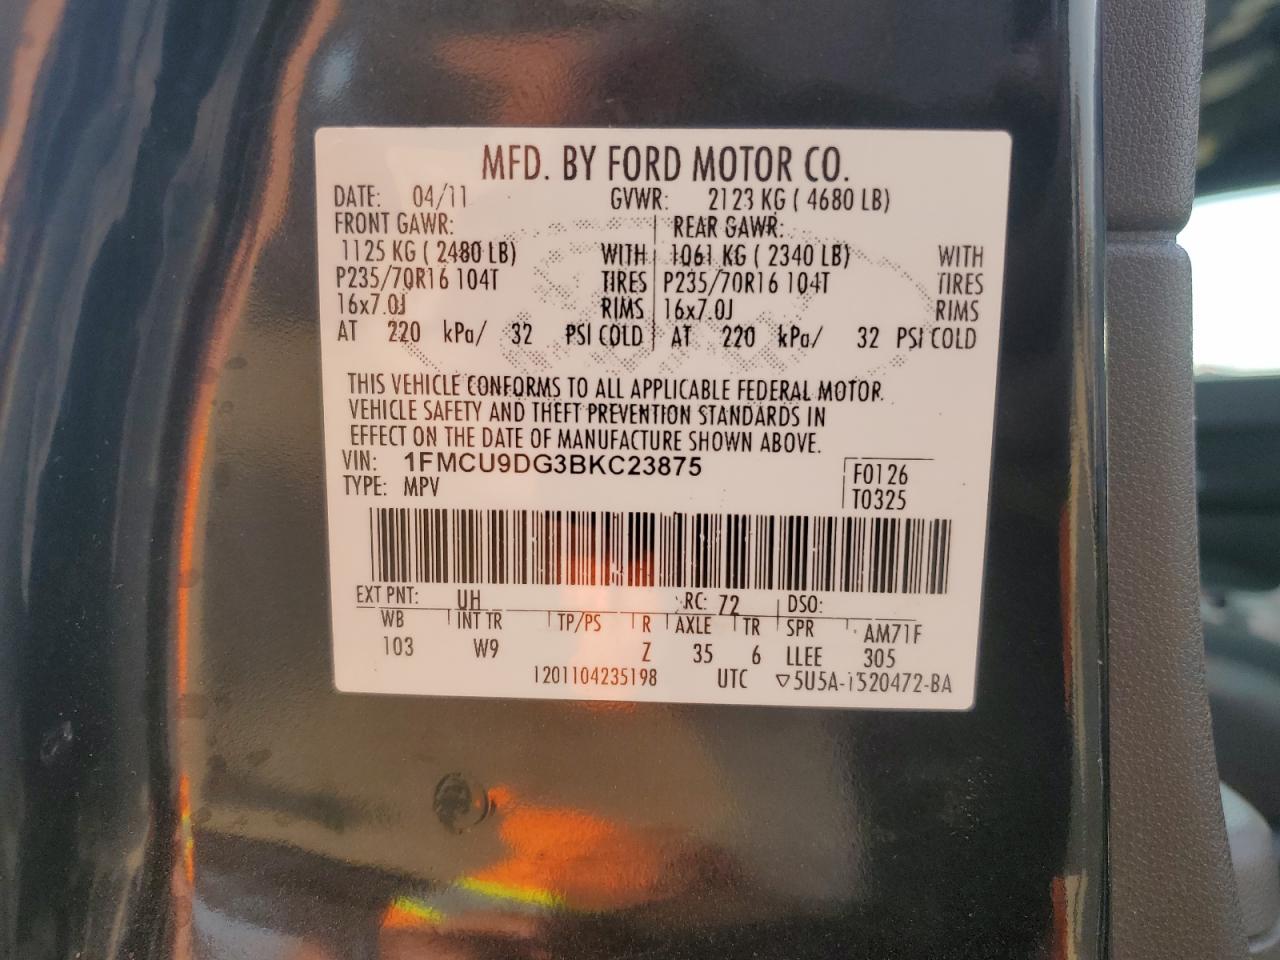 MFD. BY FORD MOTOR CO.
DATE: 04/11 GVWR: 2123 KG ( 4680 LB)
FRONT GAWR: REAR GAWR:
1125 KG ( 2480 LB) WITH 1061 KG ( 2340 LB) WITH
P235/70R16 104T TIRES P235/70R16 104T TIRES
16x7.0J RIMS 16x7.0J RIMS
AT 220 kPa/ 32 PSI COLD AT 220 kPa/ 32 PSI COLD
THIS VEHICLE CONFORMS TO ALL APPLICABLE FEDERAL MOTOR
VEHICLE SAFETY AND THEFT PREVENTION STANDARDS IN
EFFECT ON THE DATE OF MANUFACTURE SHOWN ABOVE.
VIN: 1FMCU9DG3BKC23875 F0126
TYPE: MPV T0325
EXT PNT: UH RC: 72 DSO:
WB INT TR TP/PS R AXLE TR SPR AM71F
103 W9 Z 35 6 LLEE 305
1201104235198 UTC ▽5U5A-1520472-BA